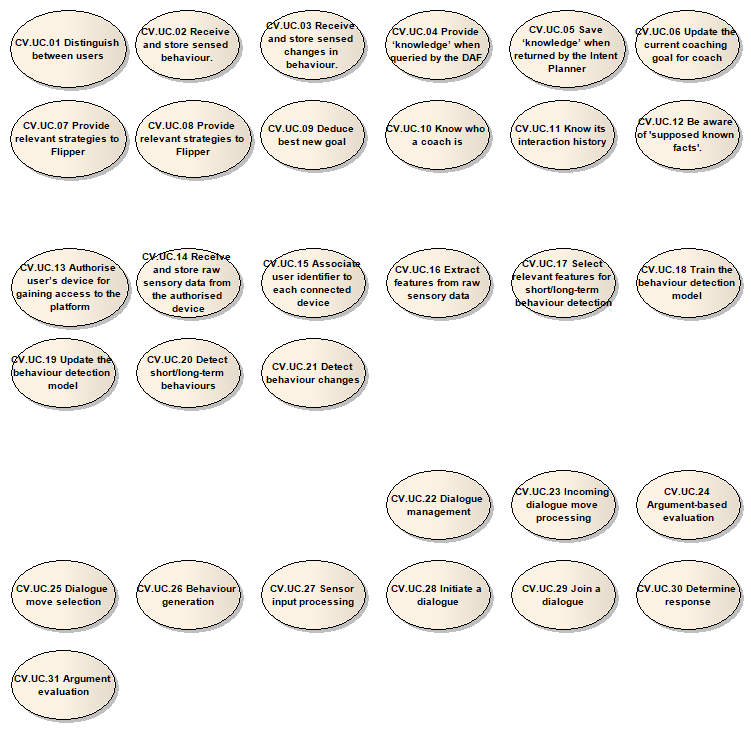 CV.UC.01 Distinguish
between users
CV.UC.02 Receive
and store sensed
behaviour.
CV.UC.03 Receive
and store sensed
changes in
behaviour.
CV.UC.04 Provide
‘knowledge’ when
queried by the DAF
CV.UC.05 Save
‘knowledge’ when
returned by the Intent
Planner
CV.UC.06 Update the
current coaching
goal for coach
CV.UC.07 Provide
relevant strategies to
Flipper
CV.UC.08 Provide
relevant strategies to
Flipper
CV.UC.09 Deduce
best new goal
CV.UC.10 Know who
a coach is
CV.UC.11 Know its
interaction history
CV.UC.12 Be aware
of 'supposed known
facts'.
CV.UC.13 Authorise
user’s device for
gaining access to the
platform
CV.UC.14 Receive
and store raw
sensory data from
the authorised
device
CV.UC.15 Associate
user identifier to
each connected
device
CV.UC.16 Extract
features from raw
sensory data
CV.UC.17 Select
relevant features for
short/long-term
behaviour detection
CV.UC.18 Train the
behaviour detection
model
CV.UC.19 Update the
behaviour detection
model
CV.UC.20 Detect
short/long-term
behaviours
CV.UC.21 Detect
behaviour changes
CV.UC.22 Dialogue
management
CV.UC.23 Incoming
dialogue move
processing
CV.UC.24
Argument-based
evaluation
CV.UC.25 Dialogue
move selection
CV.UC.26 Behaviour
generation
CV.UC.27 Sensor
input processing
CV.UC.28 Initiate a
dialogue
CV.UC.29 Join a
dialogue
CV.UC.30 Determine
response
CV.UC.31 Argument
evaluation